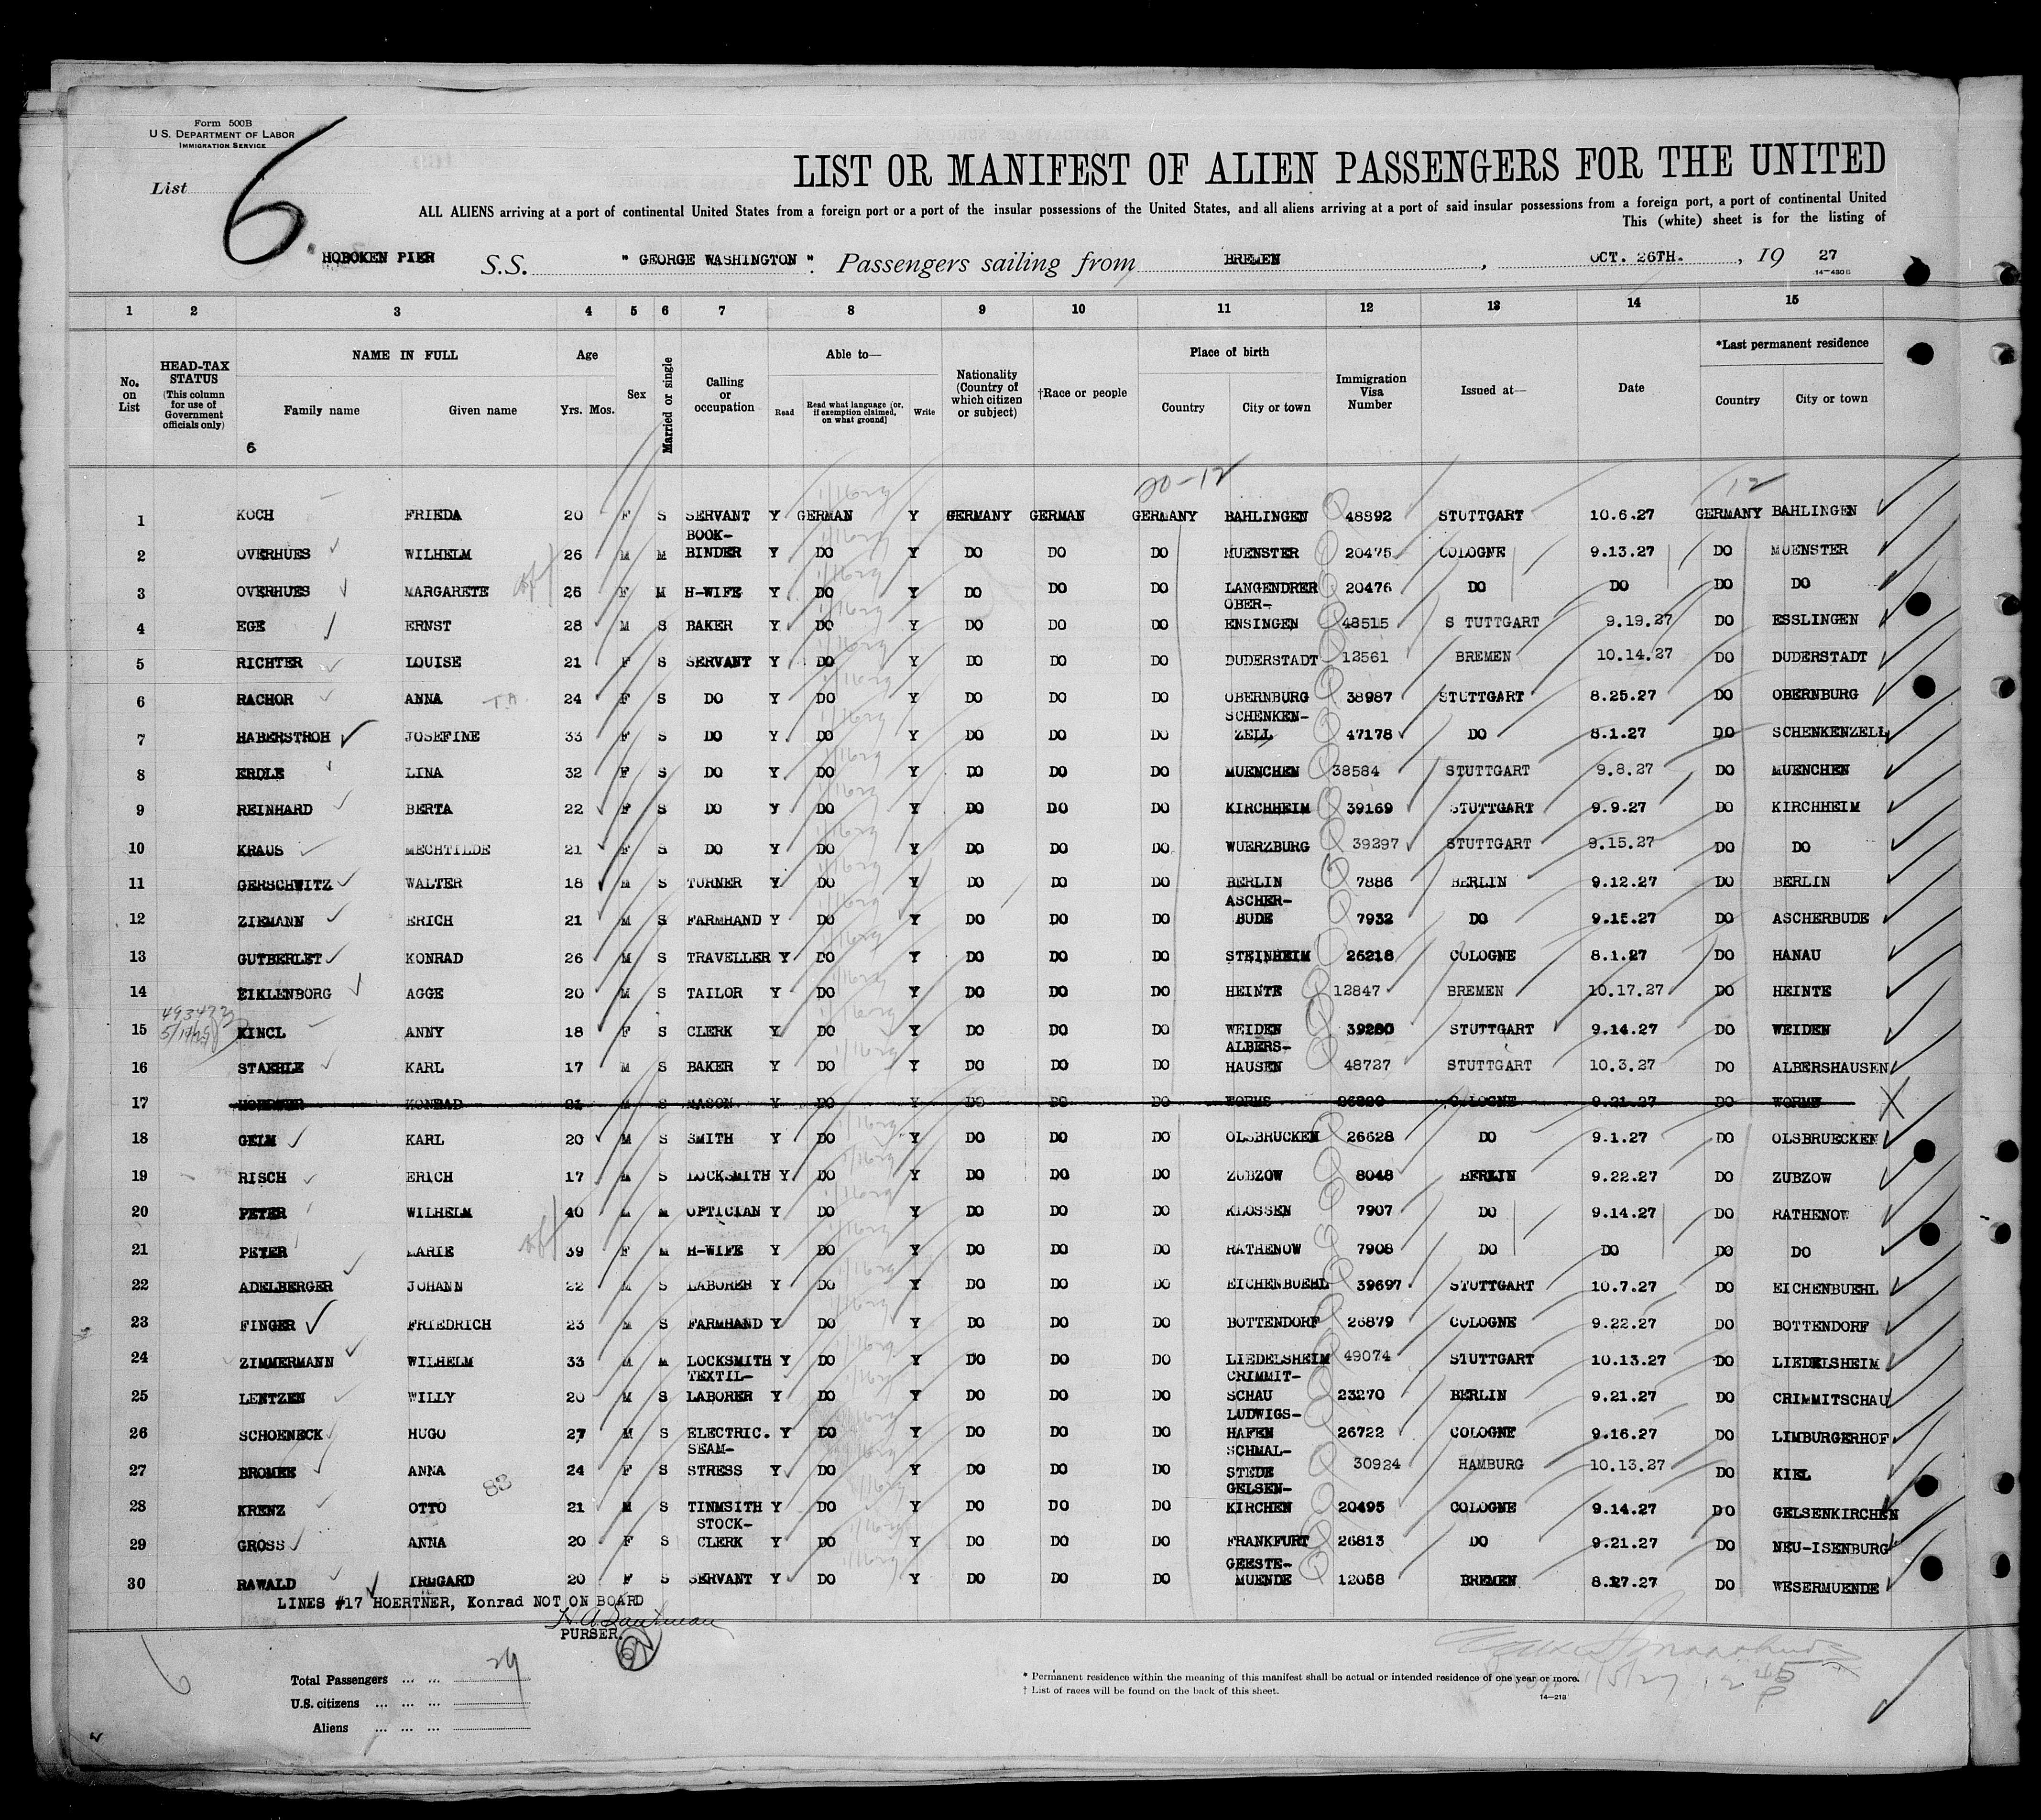 Form 500B
U. S. DEPARTMENT OF LABOR
IMMIGRATION SERVICE
List 6
LIST OR MANIFEST OF ALIEN PASSENGERS FOR THE UNITED
ALL ALIENS arriving at a port of continental United States from a foreign port or a port of the insular possessions of the United States, and all aliens arriving at a port of said insular possessions from a foreign port, a port of continental United
This (white) sheet is for the listing of
HOBOKEN PIER S.S. " GEORGE WASHINGTON ". Passengers sailing from BREMEN , OCT. 26TH. , 19 27
14—430 B
1 2 3 4 5 6 7 8 9 10 11 12 13 14 15
No. on List
HEAD-TAX STATUS (This column for use of Government officials only)
NAME IN FULL Family name Given name
Age Yrs. Mos.
Sex
Married or single
Calling or occupation
Able to— Read Read what language (or, if exemption claimed, on what ground) Write
Nationality (Country of which citizen or subject)
†Race or people
Place of birth Country City or town
Immigration Visa Number
Issued at—
Date
*Last permanent residence Country City or town
6
20-12 12
1 KOCH FRIEDA 20 F S SERVANT Y GERMAN Y GERMANY GERMAN GERMANY BAHLINGEN 48892 STUTTGART 10.6.27 GERMANY BAHLINGEN
2 OVERHUES WILHELM 26 M M BOOK-BINDER Y DO Y DO DO DO MUENSTER 20475 COLOGNE 9.13.27 DO MUENSTER
3 OVERHUES MARGARETE 25 F M H-WIFE Y DO Y DO DO DO LANGENDRER 20476 DO DO DO DO
4 EGE ERNST 28 M S BAKER Y DO Y DO DO DO OBER-ENSINGEN 48515 S TUTTGART 9.19.27 DO ESSLINGEN
5 RICHTER LOUISE 21 F S SERVANT Y DO Y DO DO DO DUDERSTADT 12561 BREMEN 10.14.27 DO DUDERSTADT
6 RACHOR ANNA 24 F S DO Y DO Y DO DO DO OBERNBURG 38987 STUTTGART 8.25.27 DO OBERNBURG
7 HABERSTROH JOSEFINE 33 F S DO Y DO Y DO DO DO SCHENKEN-ZELL 47178 DO 8.1.27 DO SCHENKENZELL
8 ERDLE LINA 32 F S DO Y DO Y DO DO DO MUENCHEN 38584 STUTTGART 9.8.27 DO MUENCHEN
9 REINHARD BERTA 22 F S DO Y DO Y DO DO DO KIRCHHEIM 39169 STUTTGART 9.9.27 DO KIRCHHEIM
10 KRAUS MECHTILDE 21 F S DO Y DO Y DO DO DO WUERZBURG 39297 STUTTGART 9.15.27 DO DO
11 GERSCHWITZ WALTER 18 M S TURNER Y DO Y DO DO DO BERLIN 7886 BERLIN 9.12.27 DO BERLIN
12 ZIEMANN ERICH 21 M S FARMHAND Y DO Y DO DO DO ASCHER-BUDE 7932 DO 9.15.27 DO ASCHERBUDE
13 GUTBERLET KONRAD 26 M S TRAVELLER Y DO Y DO DO DO STEINHEIM 26218 COLOGNE 8.1.27 DO HANAU
14 EIKLENBORG AGGE 20 M S TAILOR Y DO Y DO DO DO HEINTE 12847 BREMEN 10.17.27 DO HEINTE
15 KINCL ANNY 18 F S CLERK Y DO Y DO DO DO WEIDEN 39280 STUTTGART 9.14.27 DO WEIDEN
16 STAEHLE KARL 17 M S BAKER Y DO Y DO DO DO ALBERS-HAUSEN 48727 STUTTGART 10.3.27 DO ALBERSHAUSEN
17 HOERTNER KONRAD 21 M S MASON Y DO Y DO DO DO WORMS COLOGNE 9.21.27 DO WORMS X
18 GELM KARL 20 M S SMITH Y DO Y DO DO DO OLSBRUCKEN 26628 DO 9.1.27 DO OLSBRUECKEN
19 RISCH ERICH 17 M S LOCKSMITH Y DO Y DO DO DO ZUBZOW 8048 BERLIN 9.22.27 DO ZUBZOW
20 PETER WILHELM 40 M M OPTICIAN Y DO Y DO DO DO KLOSSEN 7907 DO 9.14.27 DO RATHENOW
21 PETER MARIE 39 F M H-WIFE Y DO Y DO DO DO RATHENOW 7908 DO DO DO DO
22 ADELBERGER JOHANN 22 M S LABORER Y DO Y DO DO DO EICHENBUEHL 39697 STUTTGART 10.7.27 DO EICHENBUEHL
23 FINGER FRIEDRICH 23 M S FARMHAND Y DO Y DO DO DO BOTTENDORF 26879 COLOGNE 9.22.27 DO BOTTENDORF
24 ZIMMERMANN WILHELM 33 M M LOCKSMITH Y DO Y DO DO DO LIEDELSHEIM 49074 STUTTGART 10.13.27 DO LIEDELSHEIM
25 LENTZEN WILLY 20 M S TEXTIL-LABORER Y DO Y DO DO DO CRIMMIT-SCHAU 23270 BERLIN 9.21.27 DO CRIMMITSCHAU
26 SCHOENECK HUGO 27 M S ELECTRIC. Y DO Y DO DO DO LUDWIGS-HAFEN 26722 COLOGNE 9.16.27 DO LIMBURGERHOF
27 BROMEE ANNA 24 F S SEAM-STRESS Y DO Y DO DO DO SCHMAL-STEDE 30924 HAMBURG 10.13.27 DO KIEL
28 KRENZ OTTO 83 21 M S TINMSITH Y DO Y DO DO DO GELSEN-KIRCHEN 20495 COLOGNE 9.14.27 DO GELSENKIRCHEN
29 GROSS ANNA 20 F S STOCK-CLERK Y DO Y DO DO DO FRANKFURT 26813 DO 9.21.27 DO NEU-ISENBURG
30 RAWALD IRMGARD 20 F S SERVANT Y DO Y DO DO DO GEESTE-MUENDE 12058 BREMEN 8.27.27 DO WESERMUENDE
LINES #17 HOERTNER, Konrad NOT ON BOARD
PURSER.
Total Passengers ... ... 29
U.S. citizens ... ... ...
Aliens ... ... ...
* Permanent residence within the meaning of this manifest shall be actual or intended residence of one year or more.
† List of races will be found on the back of this sheet.
14—218
6